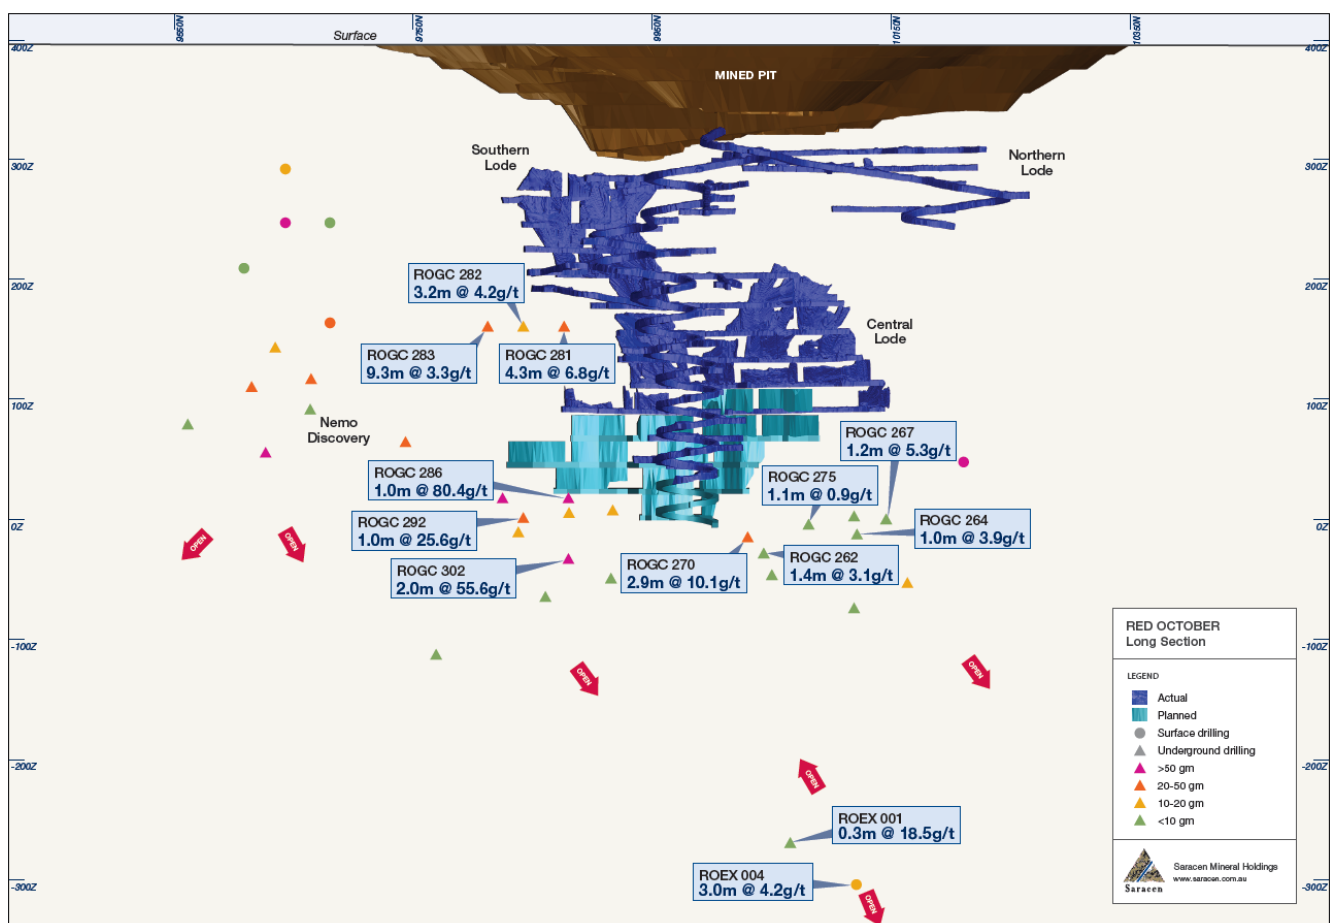 9550N
9750N
9950N
10150N
10350N
Surface
400Z
400Z
MINED PIT
Southern
Lode
Northern
Lode
300Z
300Z
ROGC 282
3.2m @ 4.2g/t
200Z
200Z
Central
Lode
ROGC 283
9.3m @ 3.3g/t
ROGC 281
4.3m @ 6.8g/t
100Z
100Z
Nemo
Discovery
ROGC 267
1.2m @ 5.3g/t
ROGC 286
1.0m @ 80.4g/t
ROGC 275
1.1m @ 0.9g/t
ROGC 292
1.0m @ 25.6g/t
ROGC 264
1.0m @ 3.9g/t
0Z
0Z
OPEN
OPEN
ROGC 302
2.0m @ 55.6g/t
ROGC 270
2.9m @ 10.1g/t
ROGC 262
1.4m @ 3.1g/t
-100Z
-100Z
OPEN
OPEN
-200Z
-200Z
OPEN
ROEX 001
0.3m @ 18.5g/t
ROEX 004
3.0m @ 4.2g/t
-300Z
-300Z
OPEN
RED OCTOBER
Long Section
LEGEND
Actual
Planned
Surface drilling
Underground drilling
>50 gm
20-50 gm
10-20 gm
<10 gm
Saracen
Saracen Mineral Holdings
www.saracen.com.au